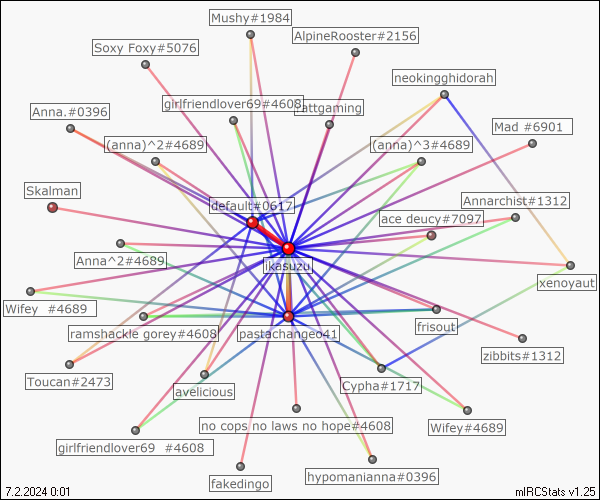 Mushy#1984
AlpineRooster#2156
Soxy Foxy#5076
neokingghidorah
girlfriendlover69#4608
rattgaming
Anna.#0396
Mad #6901
(anna)^2#4689
(anna)^3#4689
Skalman
default#0617
Annarchist#1312
ace deucy#7097
Anna^2#4689
ikasuzu
xenoyaut
Wifey #4689
ramshackle gorey#4608
pastachangeo41
frisout
zibbits#1312
Toucan#2473
avelicious
Cypha#1717
no cops no laws no hope#4608
Wifey#4689
girlfriendlover69 #4608
fakedingo
hypomanianna#0396
7.2.2024 0:01
mIRCStats v1.25